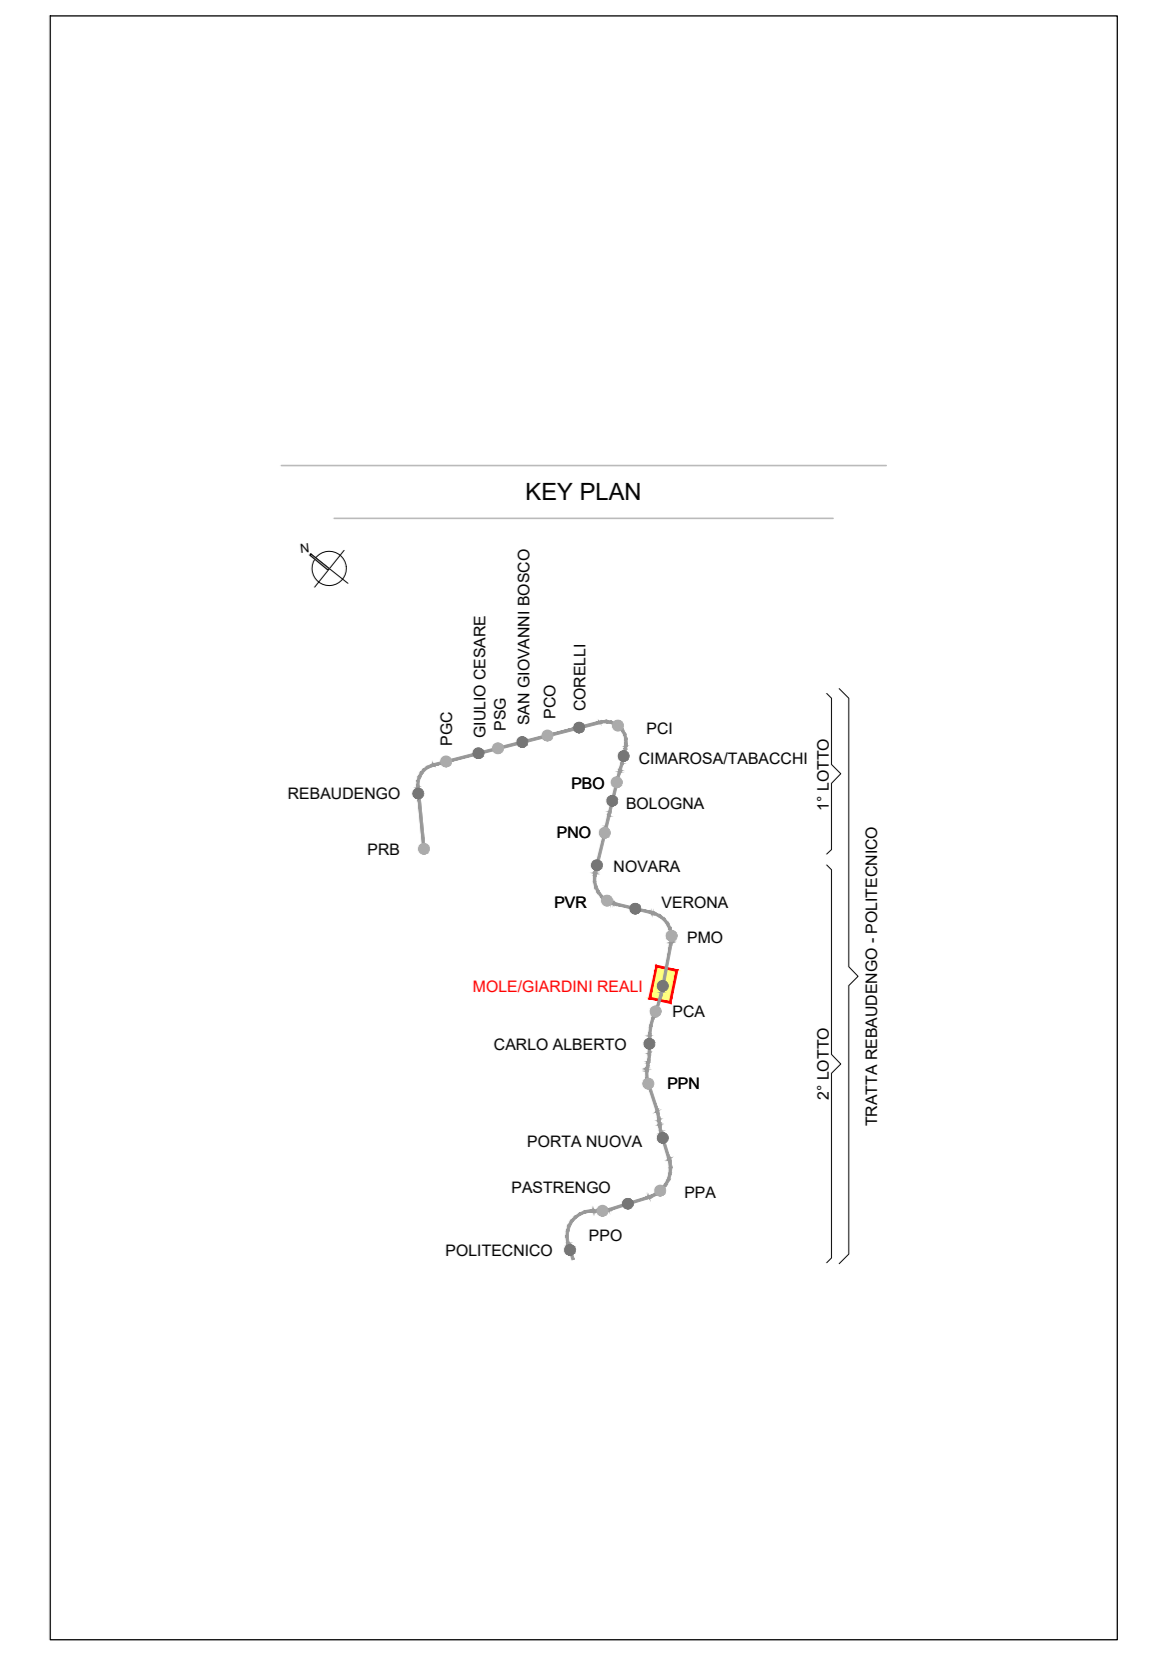 KEY PLAN
N
SAN GIOVANNI BOSCO
GIULIO CESARE
CORELLI
PCO
PSG
PGC
PCI
CIMAROSA/TABACCHI
PBO
REBAUDENGO
BOLOGNA
PNO
PRB
NOVARA
PVR
VERONA
PMO
MOLE/GIARDINI REALI
PCA
CARLO ALBERTO
PPN
PORTA NUOVA
PASTRENGO
PPA
PPO
POLITECNICO
1° LOTTO
2° LOTTO
TRATTA REBAUDENGO - POLITECNICO